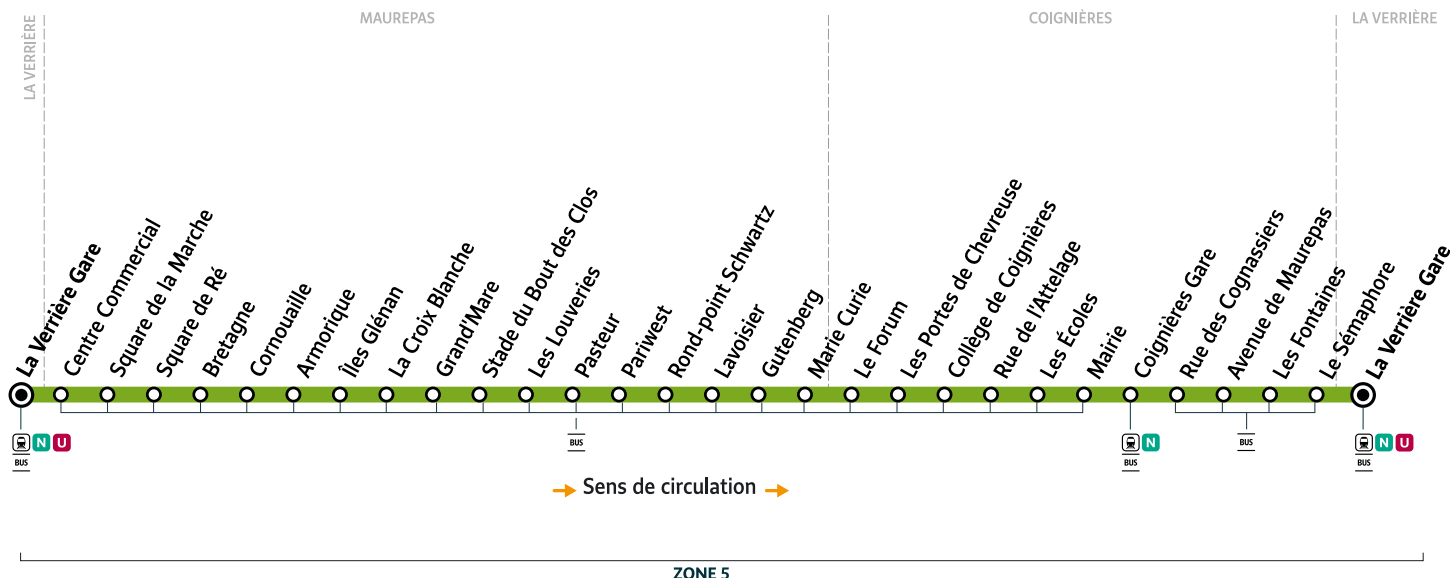 LA VERRIÈRE
MAUREPAS
COIGNIÈRES
LA VERRIÈRE
La Verrière Gare
Centre Commercial
Square de la Marche
Square de Ré
Bretagne
Cornouaille
Armorique
Îles Glénan
La Croix Blanche
Grand'Mare
Stade du Bout des Clos
Les Louveries
Pasteur
Pariwest
Rond-point Schwartz
Lavoisier
Gutenberg
Marie Curie
Le Forum
Les Portes de Chevreuse
Collège de Coignières
Rue de l'Attelage
Les Écoles
Mairie
Coignières Gare
Rue des Cognassiers
Avenue de Maurepas
Les Fontaines
Le Sémaphore
La Verrière Gare
N U
BUS
BUS
N
BUS
BUS
N U
BUS
Sens de circulation
ZONE 5